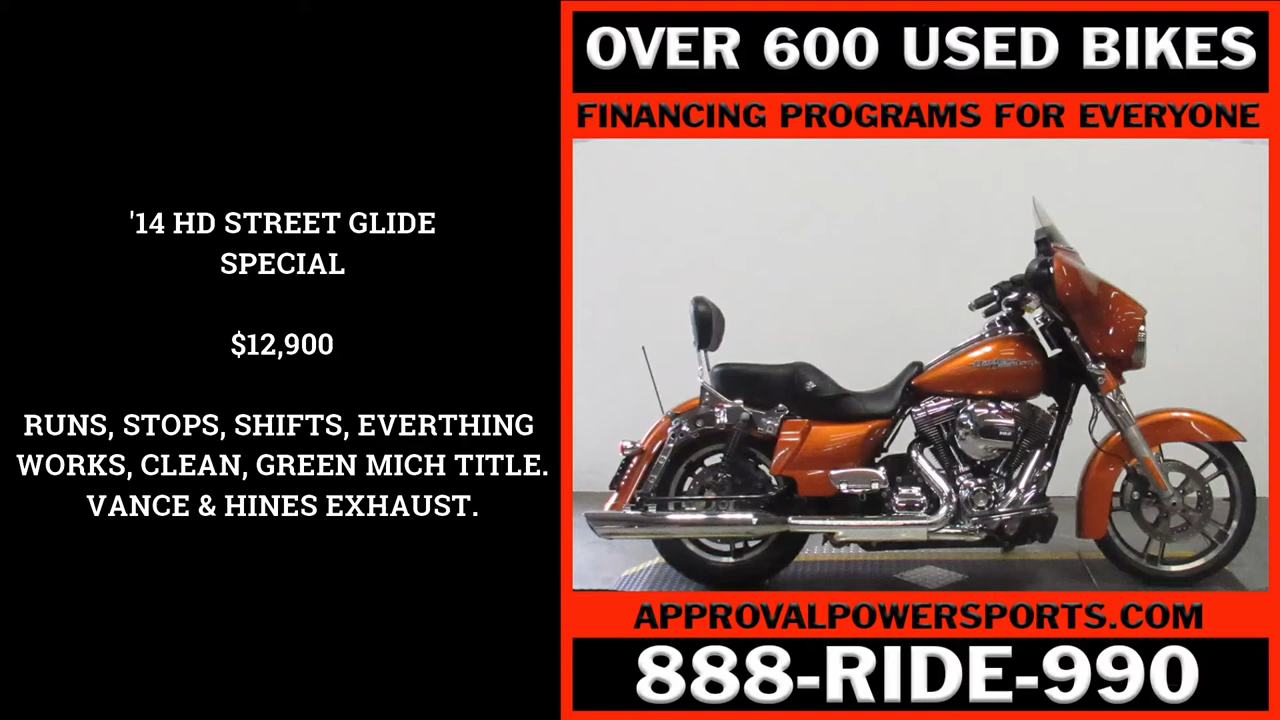 '14 HD STREET GLIDE
SPECIAL
$12,900
RUNS, STOPS, SHIFTS, EVERTHING
WORKS, CLEAN, GREEN MICH TITLE.
VANCE & HINES EXHAUST.
OVER 600 USED BIKES
FINANCING PROGRAMS FOR EVERYONE
APPROVALPOWERSPORTS.COM
888-RIDE-990